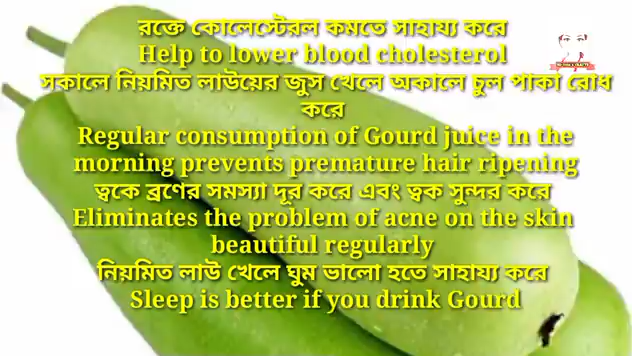 রক্তে কোলেস্টেরল কমতে সাহায্য করে
Help to lower blood cholesterol
সকালে নিয়মিত লাউয়ের জুস খেলে অকালে চুল পাকা রোধ
করে
Regular consumption of Gourd juice in the
morning prevents premature hair ripening
ত্বকে ব্রণের সমস্যা দূর করে এবং ত্বক সুন্দর করে
Eliminates the problem of acne on the skin
beautiful regularly
নিয়মিত লাউ খেলে ঘুম ভালো হতে সাহায্য করে
Sleep is better if you drink Gourd